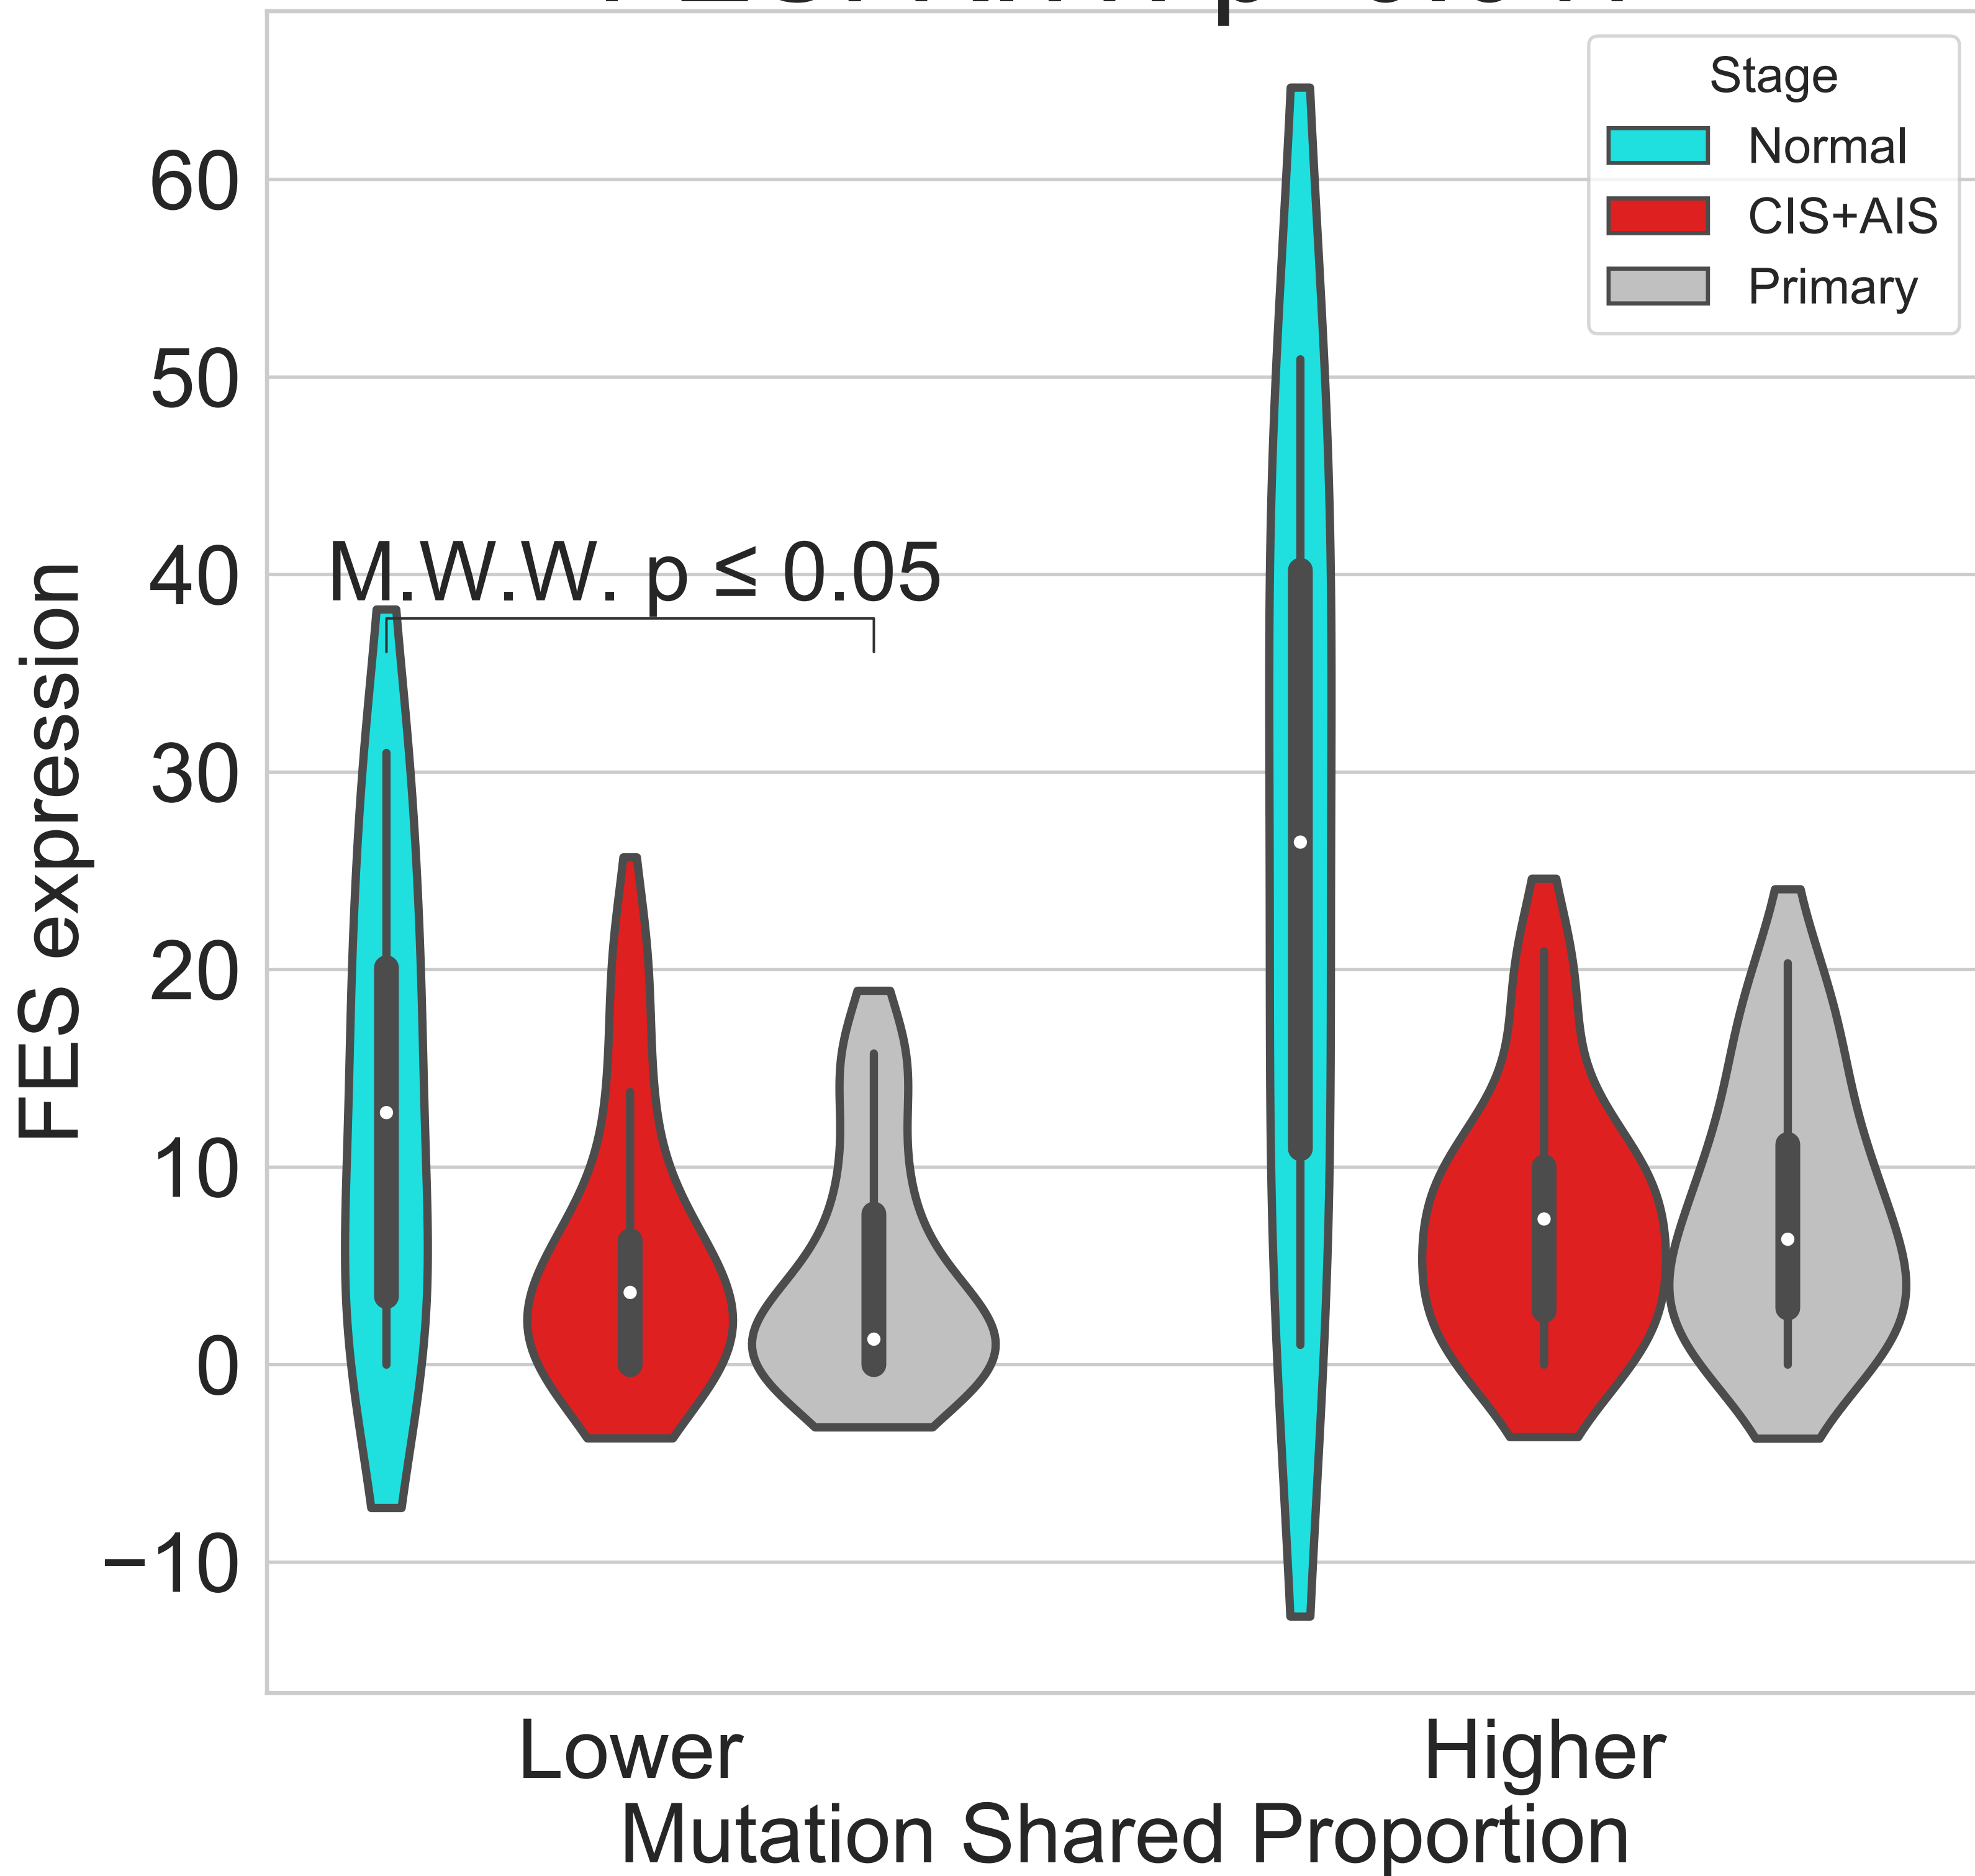 Stage
Normal
CIS+AIS
Primary
60
50
40
30
20
10
0
−10
FES expression
M.W.W. p ≤ 0.05
Lower
Higher
Mutation Shared Proportion